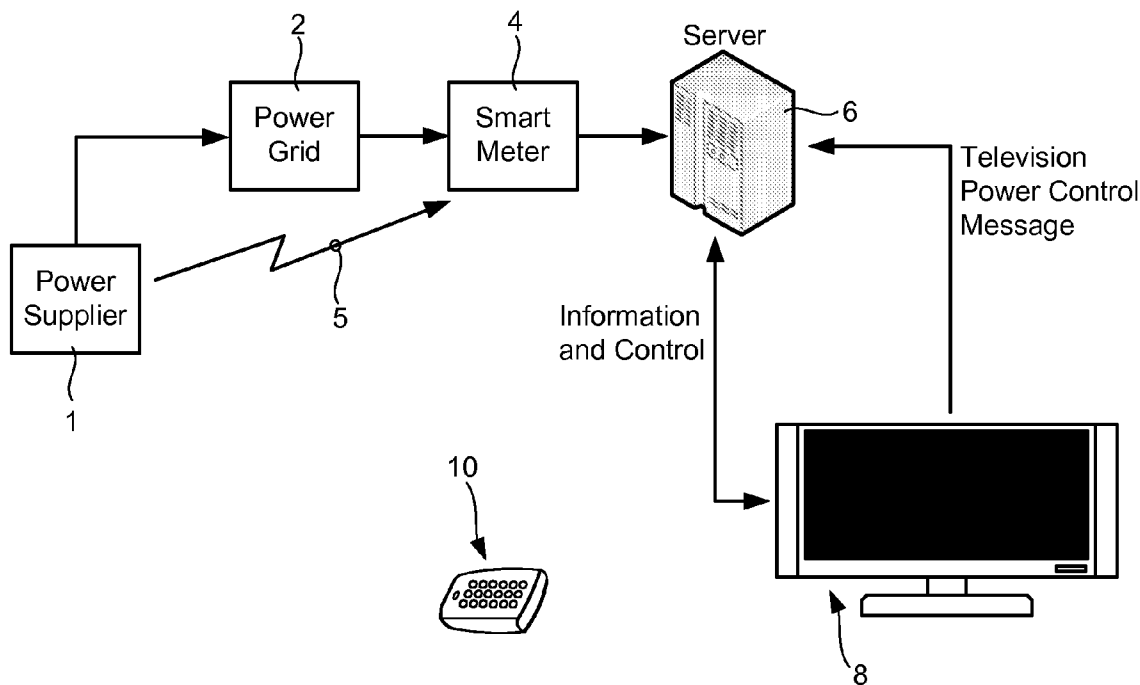 2
4
Server
Power
Grid
Smart
Meter
6
Television
Power Control
Message
Power
Supplier
5
Information
and Control
1
10
8